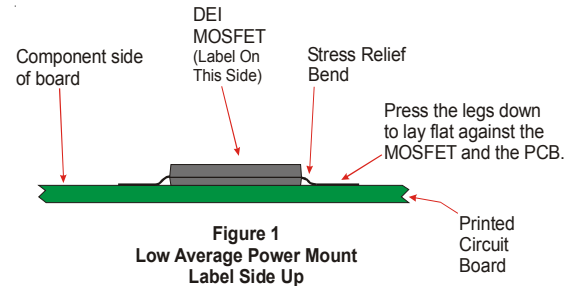 DEI
MOSFET
(Label On
This Side)
Component side
of board
Stress Relief
Bend
Press the legs down
to lay flat against the
MOSFET and the PCB.
Printed
Circuit
Board
Figure 1
Low Average Power Mount
Label Side Up